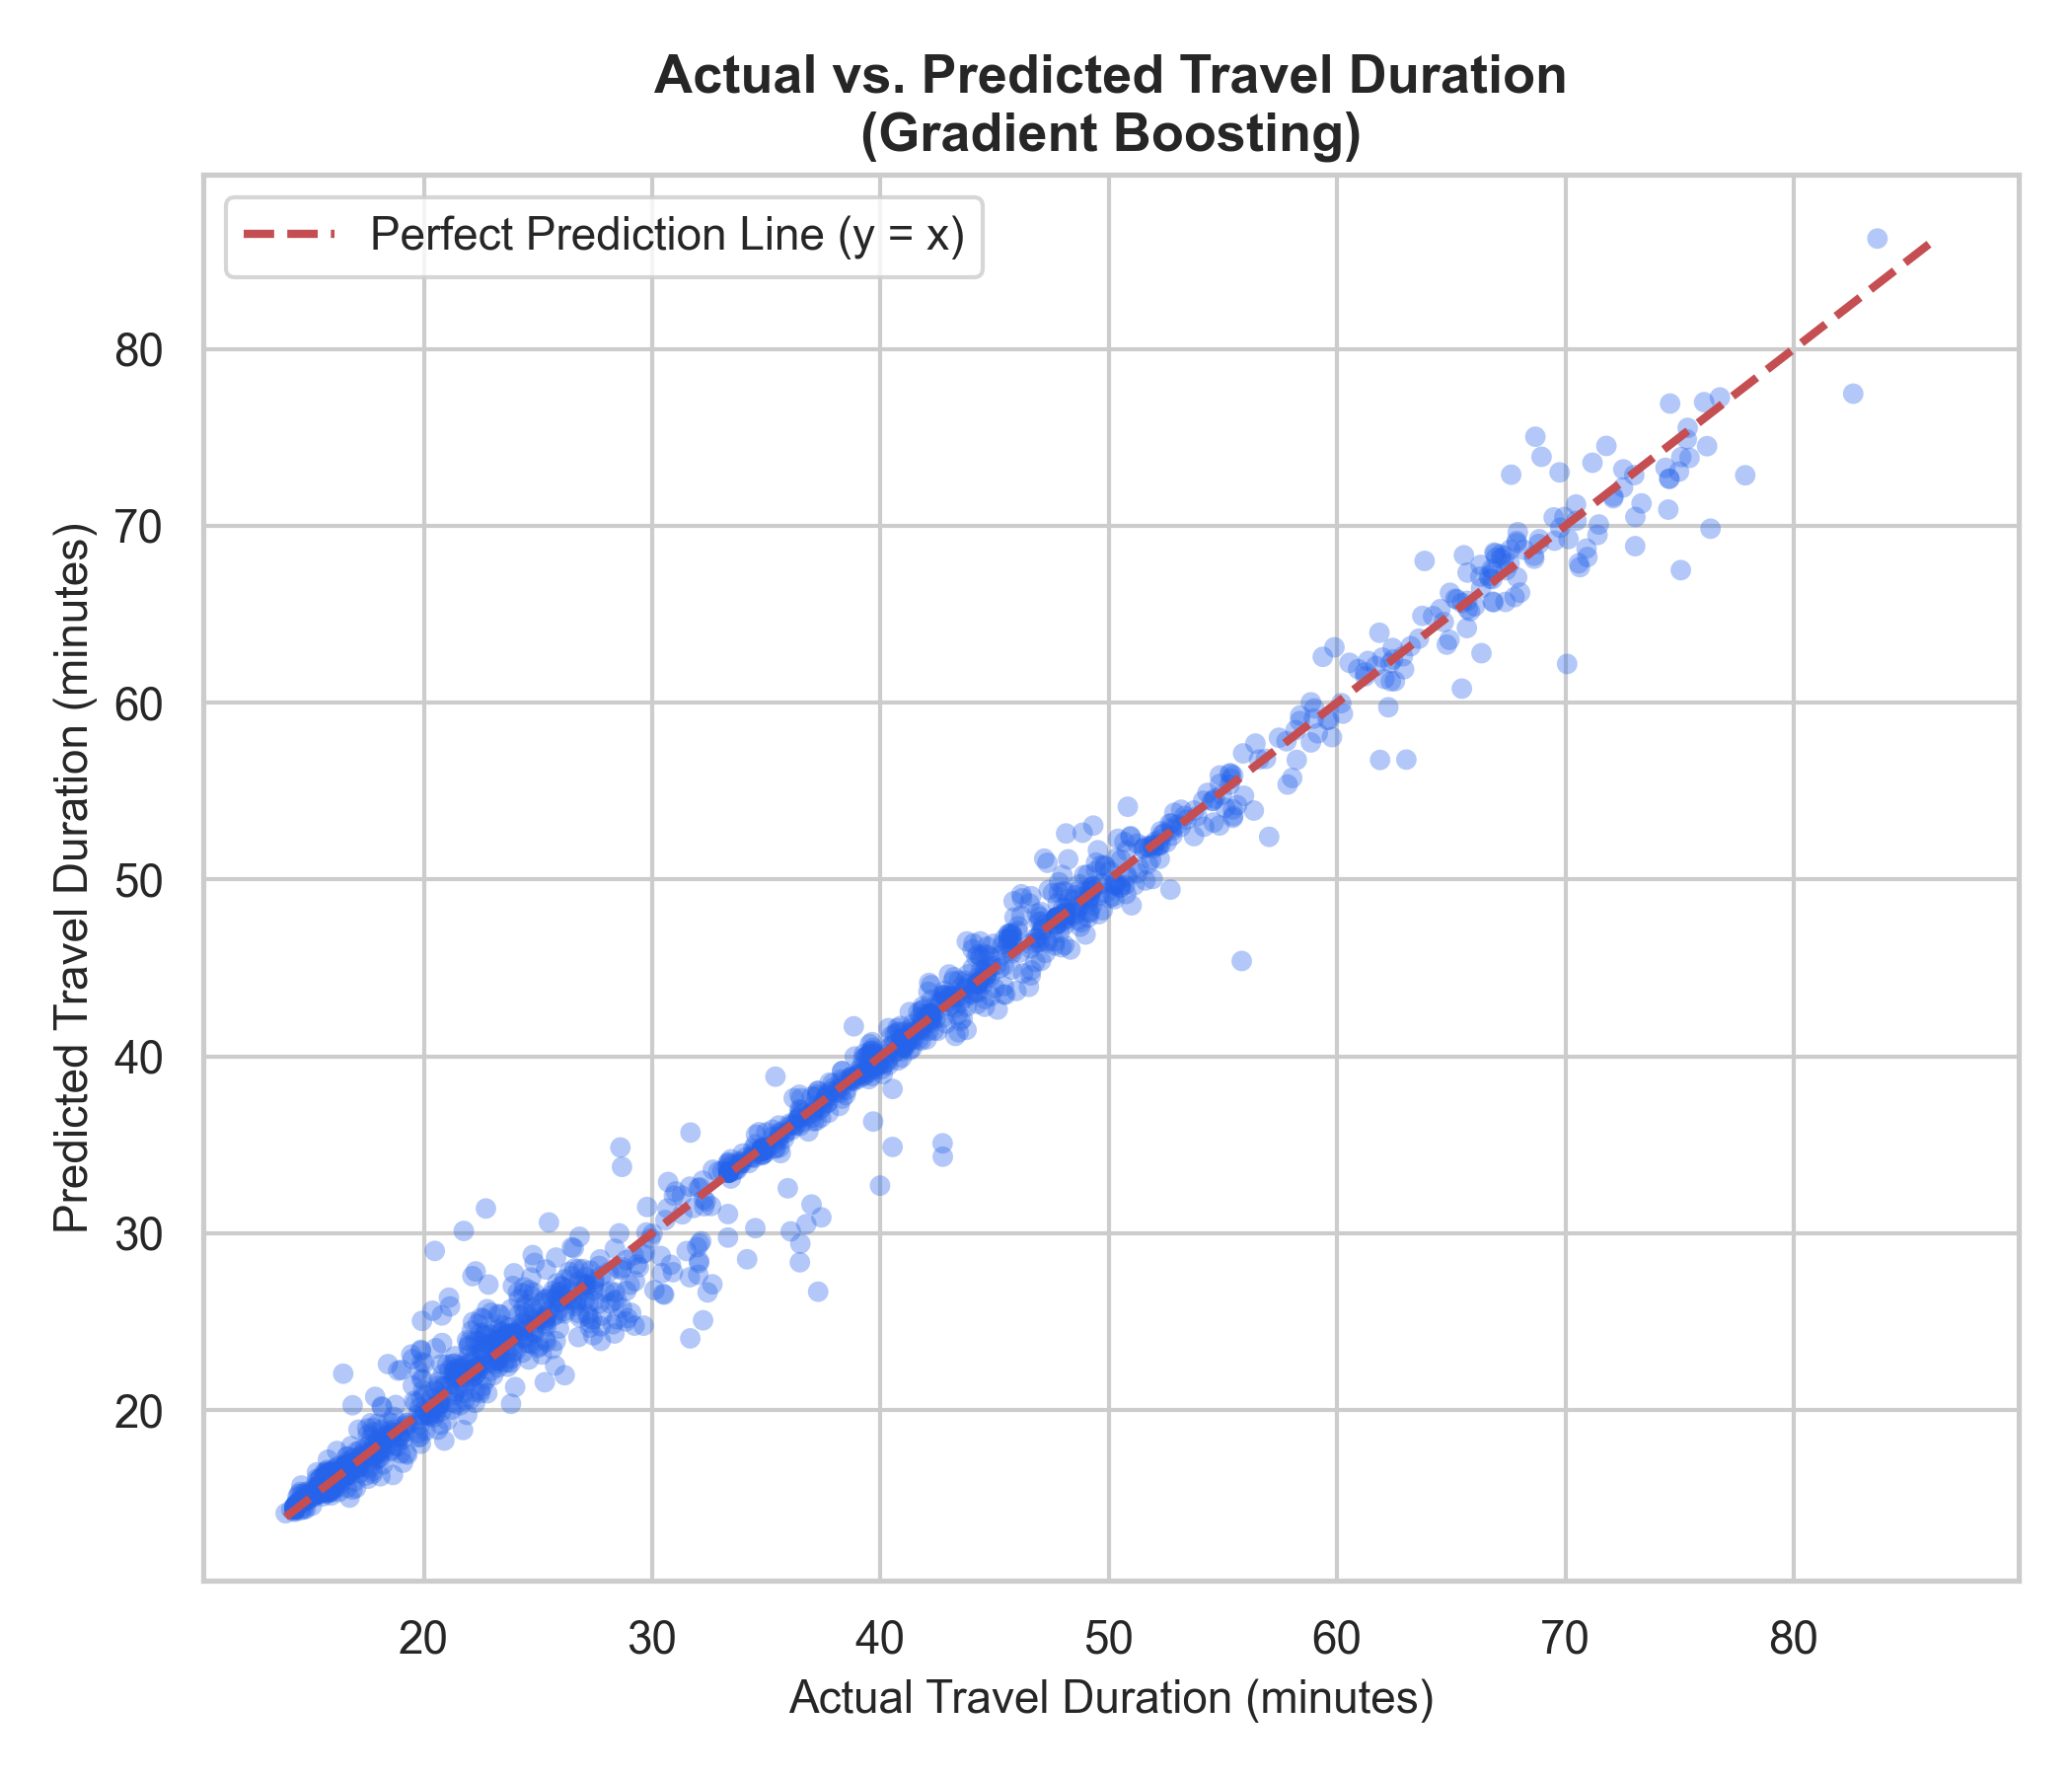 Actual vs. Predicted Travel Duration
(Gradient Boosting)
Perfect Prediction Line (y = x)
80
70
60
50
40
30
20
Predicted Travel Duration (minutes)
20 30 40 50 60 70 80
Actual Travel Duration (minutes)